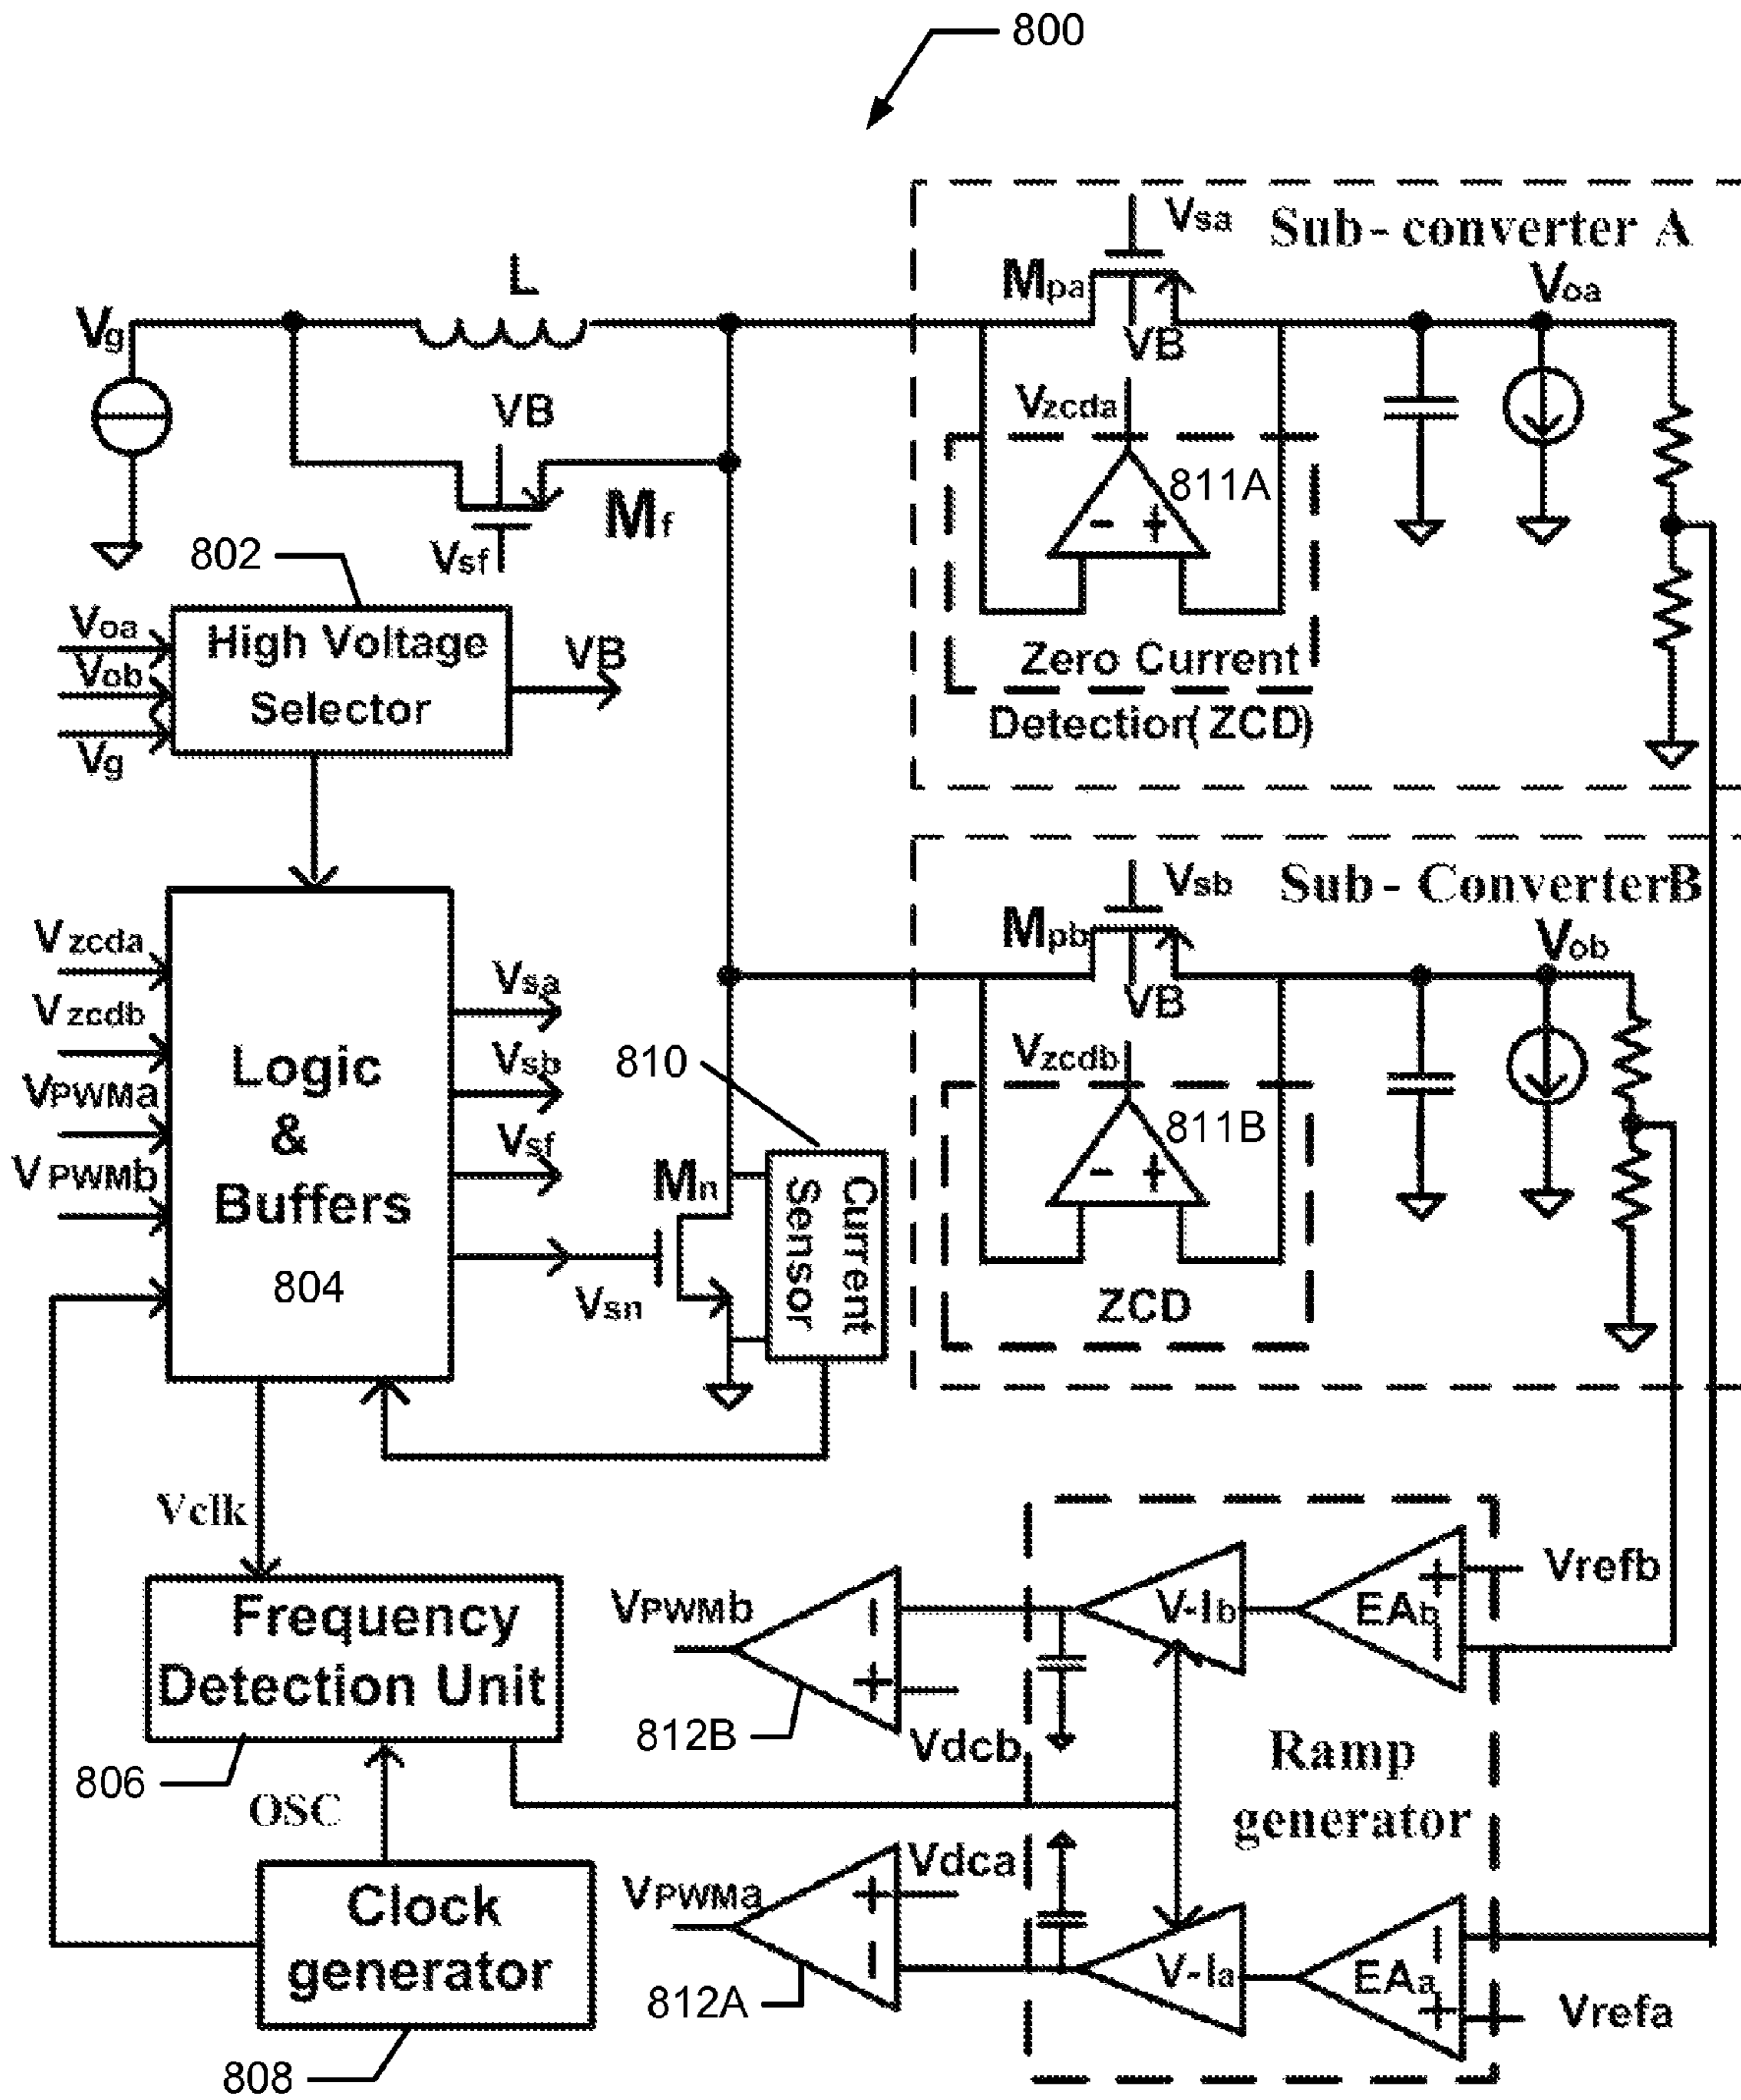 800
Vsa
Sub-converter A
L
Mpa
Voa
Vg
VB
Vzcda
VB
811A
- +
Mf
Vsf
802
Voa
High Voltage
Selector
VB
Vob
Vg
Zero Current
Detection(ZCD)
Vsb
Sub-ConverterB
Mpb
Vob
VB
Vzcda
Vzcdb
VPWMa
VPWMb
Logic
&
Buffers
804
Vsa
Vsb
Vsf
Vsn
810
Mn
Current
Sensor
Vzcdb
811B
- +
ZCD
Vclk
Frequency
Detection Unit
806
OSC
VPWMb
-
+
812B
Vdcb
V-Ib
EAb
+
-
Vrefb
Ramp
generator
Clock
generator
808
VPWMa
Vdca
+
-
812A
V-Ia
EAa
-
+
Vrefa